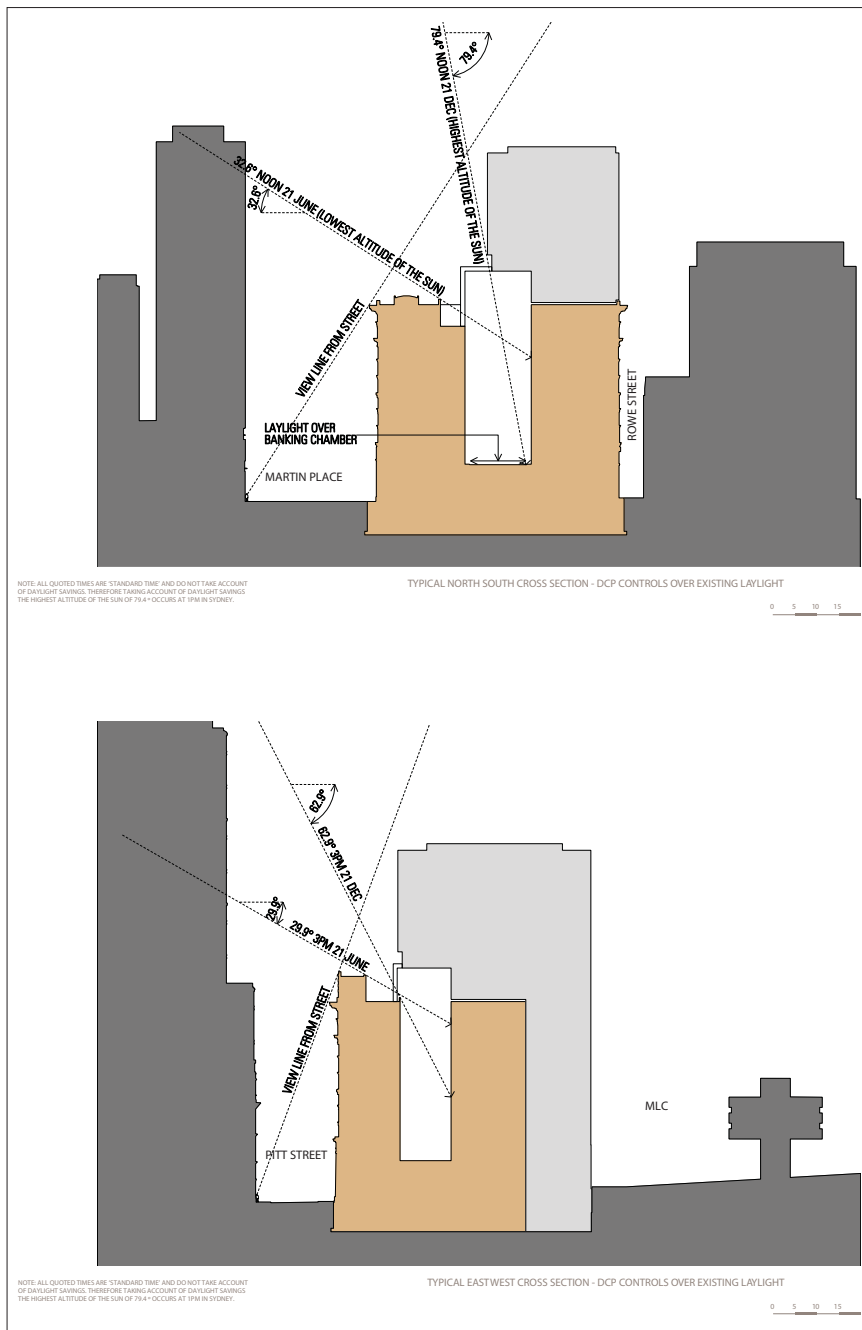 79.4°
79.4° NOON 21 DEC (HIGHEST ALTITUDE OF THE SUN)
32.6° NOON 21 JUNE (LOWEST ALTITUDE OF THE SUN)
32.6°
VIEW LINE FROM STREET
LAYLIGHT OVER
BANKING CHAMBER
MARTIN PLACE
ROWE STREET
NOTE: ALL QUOTED TIMES ARE 'STANDARD TIME' AND DO NOT TAKE ACCOUNT
OF DAYLIGHT SAVINGS. THEREFORE TAKING ACCOUNT OF DAYLIGHT SAVINGS
THE HIGHEST ALTITUDE OF THE SUN OF 79.4° OCCURS AT 1PM IN SYDNEY.
TYPICAL NORTH SOUTH CROSS SECTION - DCP CONTROLS OVER EXISTING LAYLIGHT
0 5 10 15
62.9°
62.9° 3PM 21 DEC
29.9°
29.9° 3PM 21 JUNE
VIEW LINE FROM STREET
PITT STREET
MLC
NOTE: ALL QUOTED TIMES ARE 'STANDARD TIME' AND DO NOT TAKE ACCOUNT
OF DAYLIGHT SAVINGS. THEREFORE TAKING ACCOUNT OF DAYLIGHT SAVINGS
THE HIGHEST ALTITUDE OF THE SUN OF 79.4° OCCURS AT 1PM IN SYDNEY.
TYPICAL EAST WEST CROSS SECTION - DCP CONTROLS OVER EXISTING LAYLIGHT
0 5 10 15